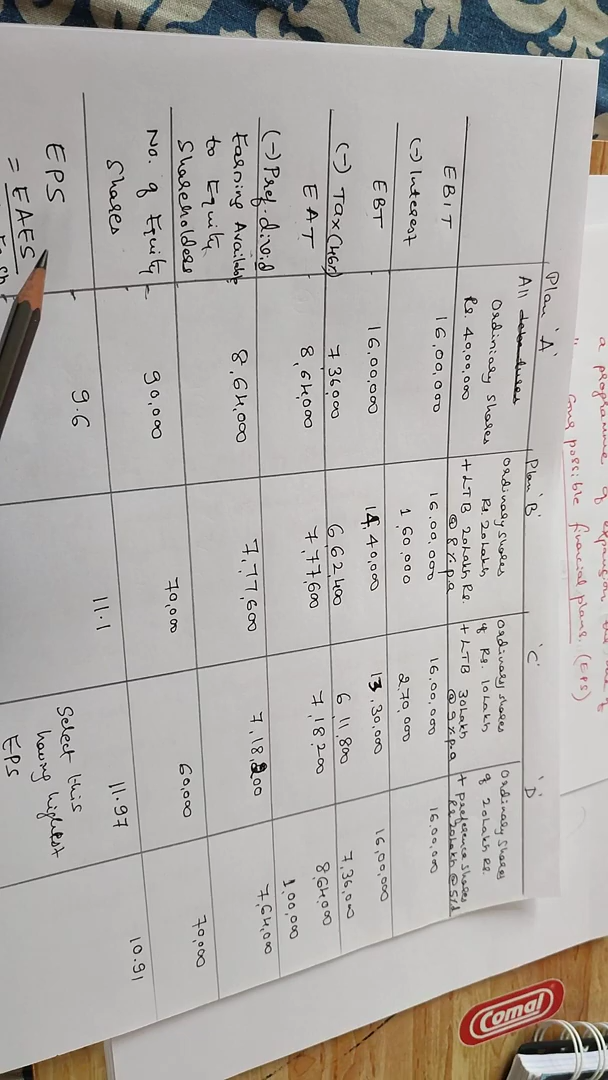 a programme of expansion
four possible financial plans (EPS)
Plan 'A'
All
Ordiniary shares
Rs. 40,00,000
Plan 'B'
Ordinary shares
Rs. 20 Lakh
+ LTB 20 Lakh Rs.
@ 8 % p.a
'C'
Ordinary shares
of Rs. 10 Lakh
+ LTB 30 Lakh
@ 9 % p.a
'D'
Ordinary shares
of 20 Lakh Rs.
+ preference shares
Rs. 20 Lakh @ 5%
EBIT 16,00,000 16,00,000 16,00,000 16,00,000
(-) Interest 1,60,000 2,70,000
EBT 16,00,000 14,40,000 13,30,000 16,00,000
(-) Tax (46%) 7,36,000 6,62,400 6,11,800 7,36,000
EAT 8,64,000 7,77,600 7,18,200 8,64,000
(-) Pref. divid 1,00,000
Earning Available
to Equity
Shareholders 8,64,000 7,77,600 7,18,200 7,64,000
No. of Equity
Shares 90,000 70,000 60,000 70,000
EPS 9.6 11.1 11.97 10.91
= EAES
Select this
having highest
EPS
Comal